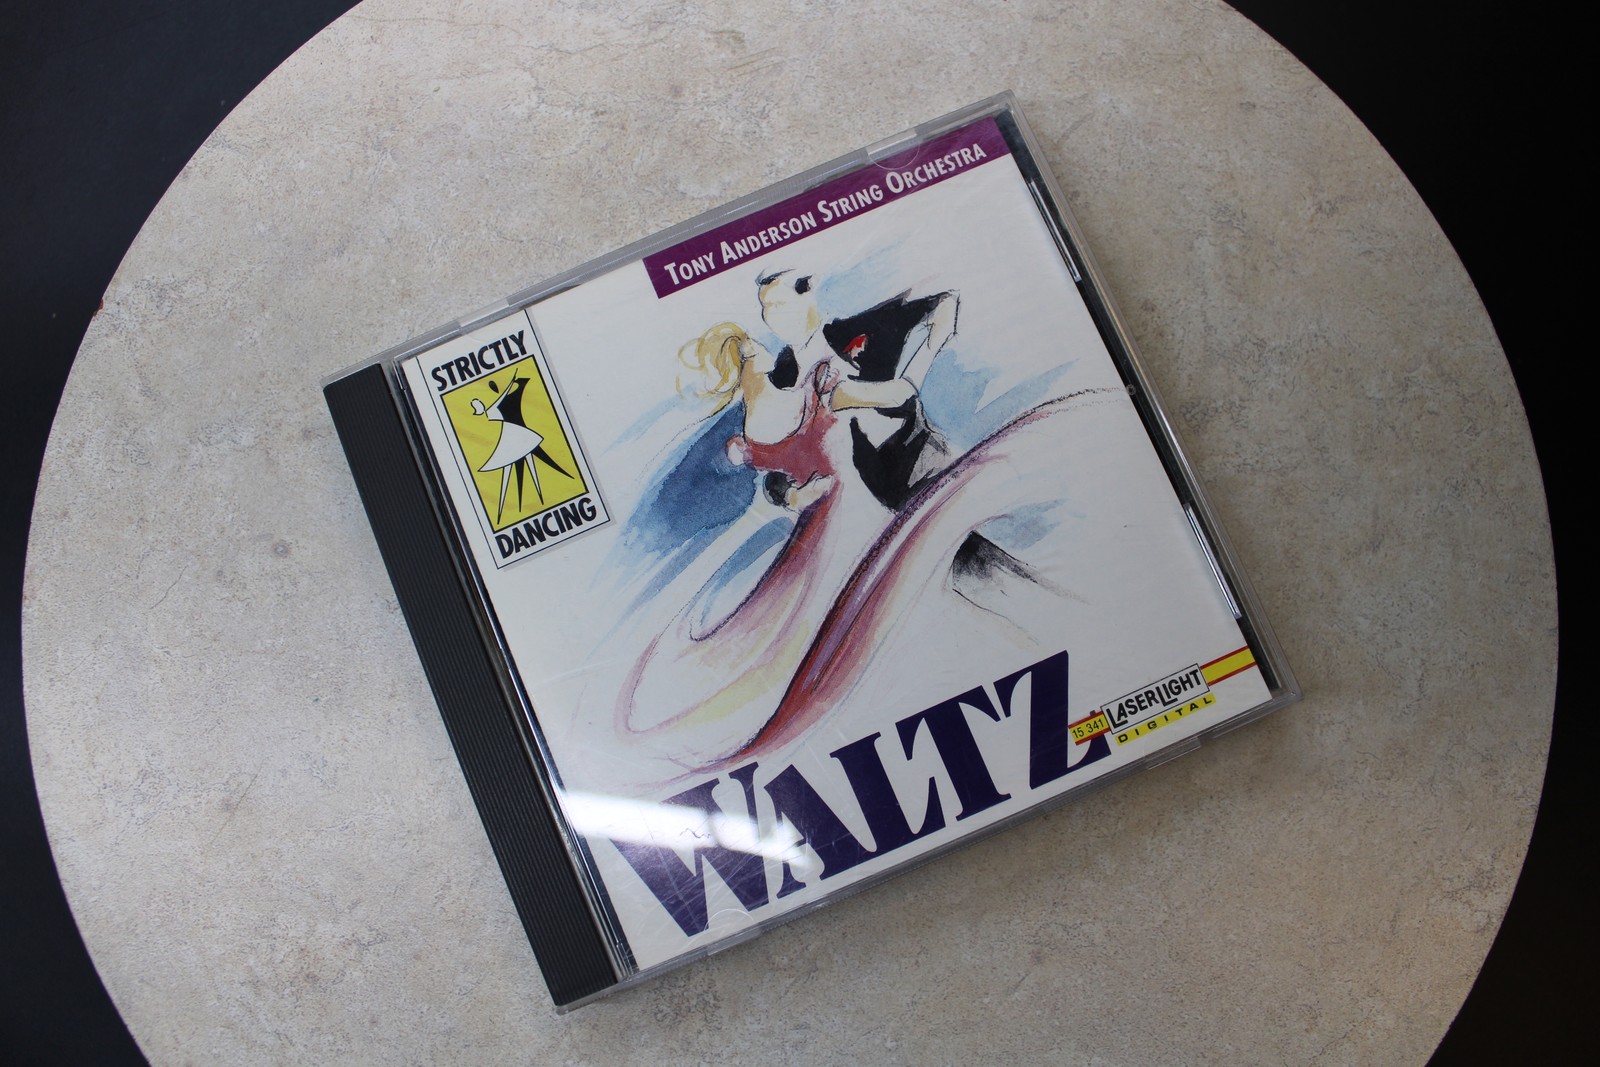 TONY ANDERSON STRING ORCHESTRA
STRICTLY
DANCING
WALTZ
15 341
LASERLIGHT
DIGITAL